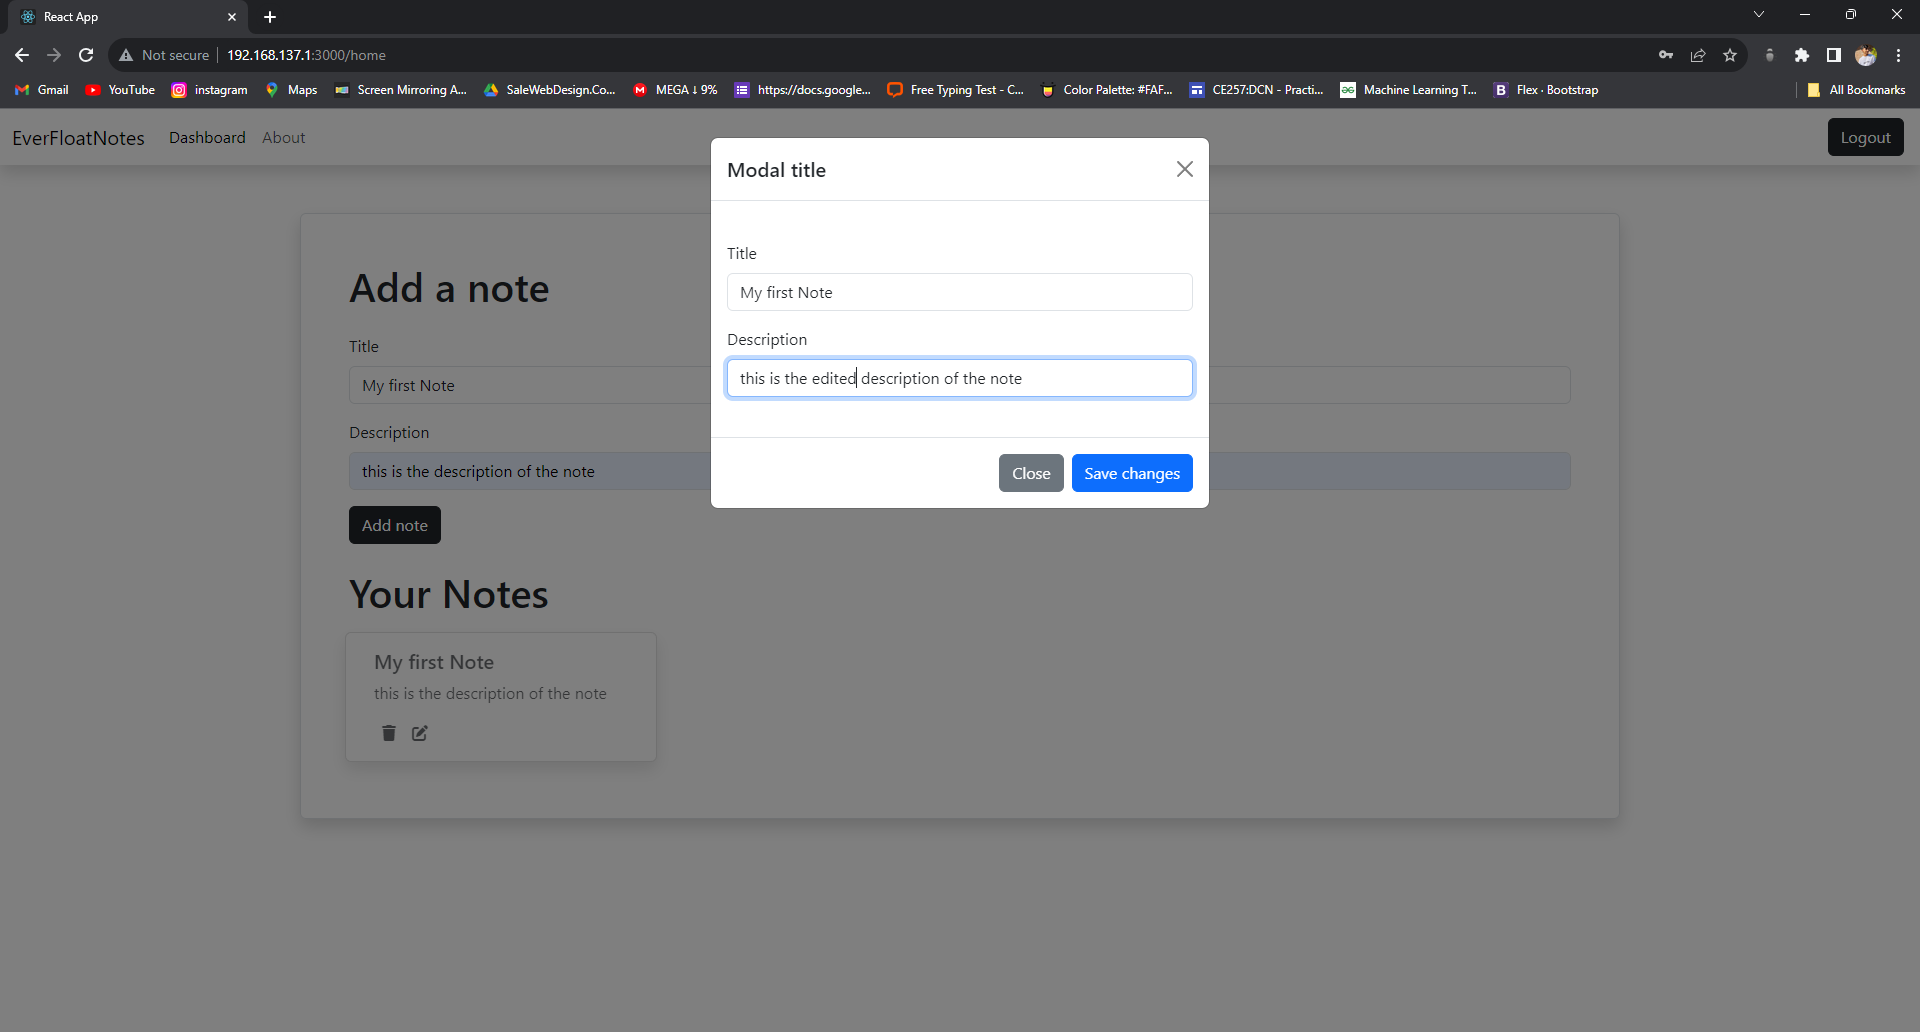 React App
Not secure 192.168.137.1:3000/home
Gmail YouTube instagram Maps Screen Mirroring A... SaleWebDesign.Co... MEGA ↓ 9% https://docs.google... Free Typing Test - C... Color Palette: #FAF... CE257:DCN - Practi... Machine Learning T... Flex · Bootstrap All Bookmarks
EverFloatNotes Dashboard About Logout
Modal title
Title
My first Note
Description
this is the edited description of the note
Close Save changes
Add a note
Title
My first Note
Description
this is the description of the note
Add note
Your Notes
My first Note
this is the description of the note